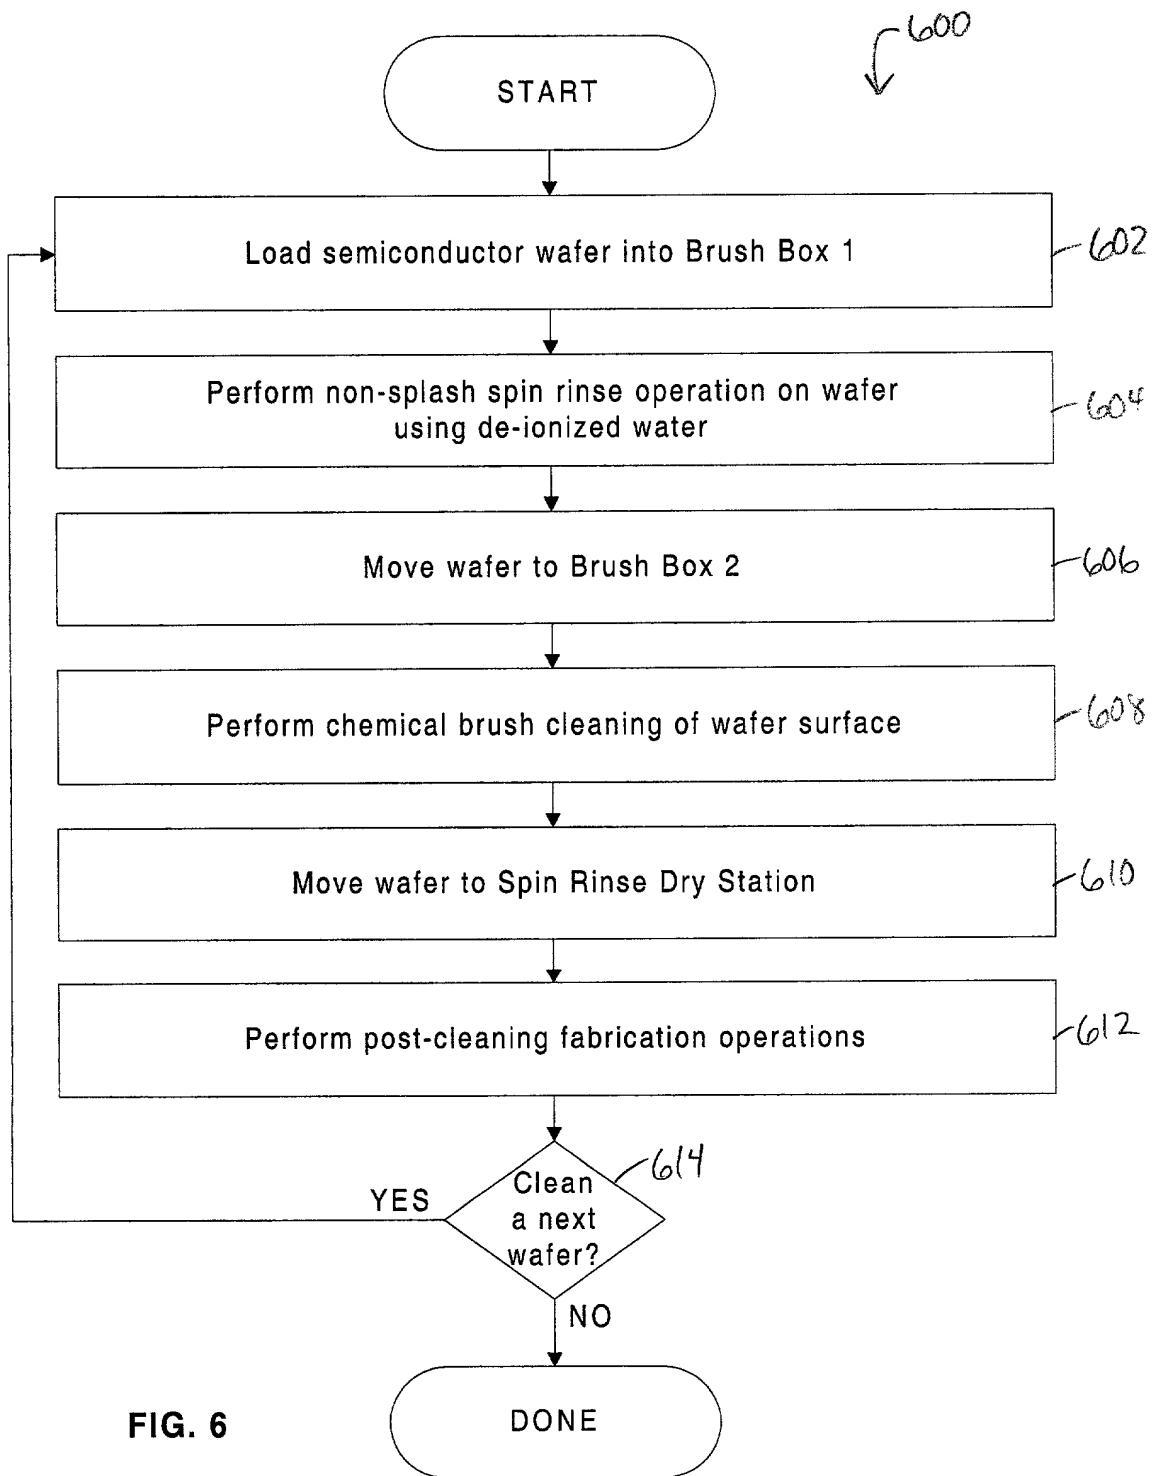 600
START
Load semiconductor wafer into Brush Box 1
602
Perform non-splash spin rinse operation on wafer
using de-ionized water
604
Move wafer to Brush Box 2
606
Perform chemical brush cleaning of wafer surface
608
Move wafer to Spin Rinse Dry Station
610
Perform post-cleaning fabrication operations
612
614
Clean
a next
wafer?
YES
NO
DONE
FIG. 6